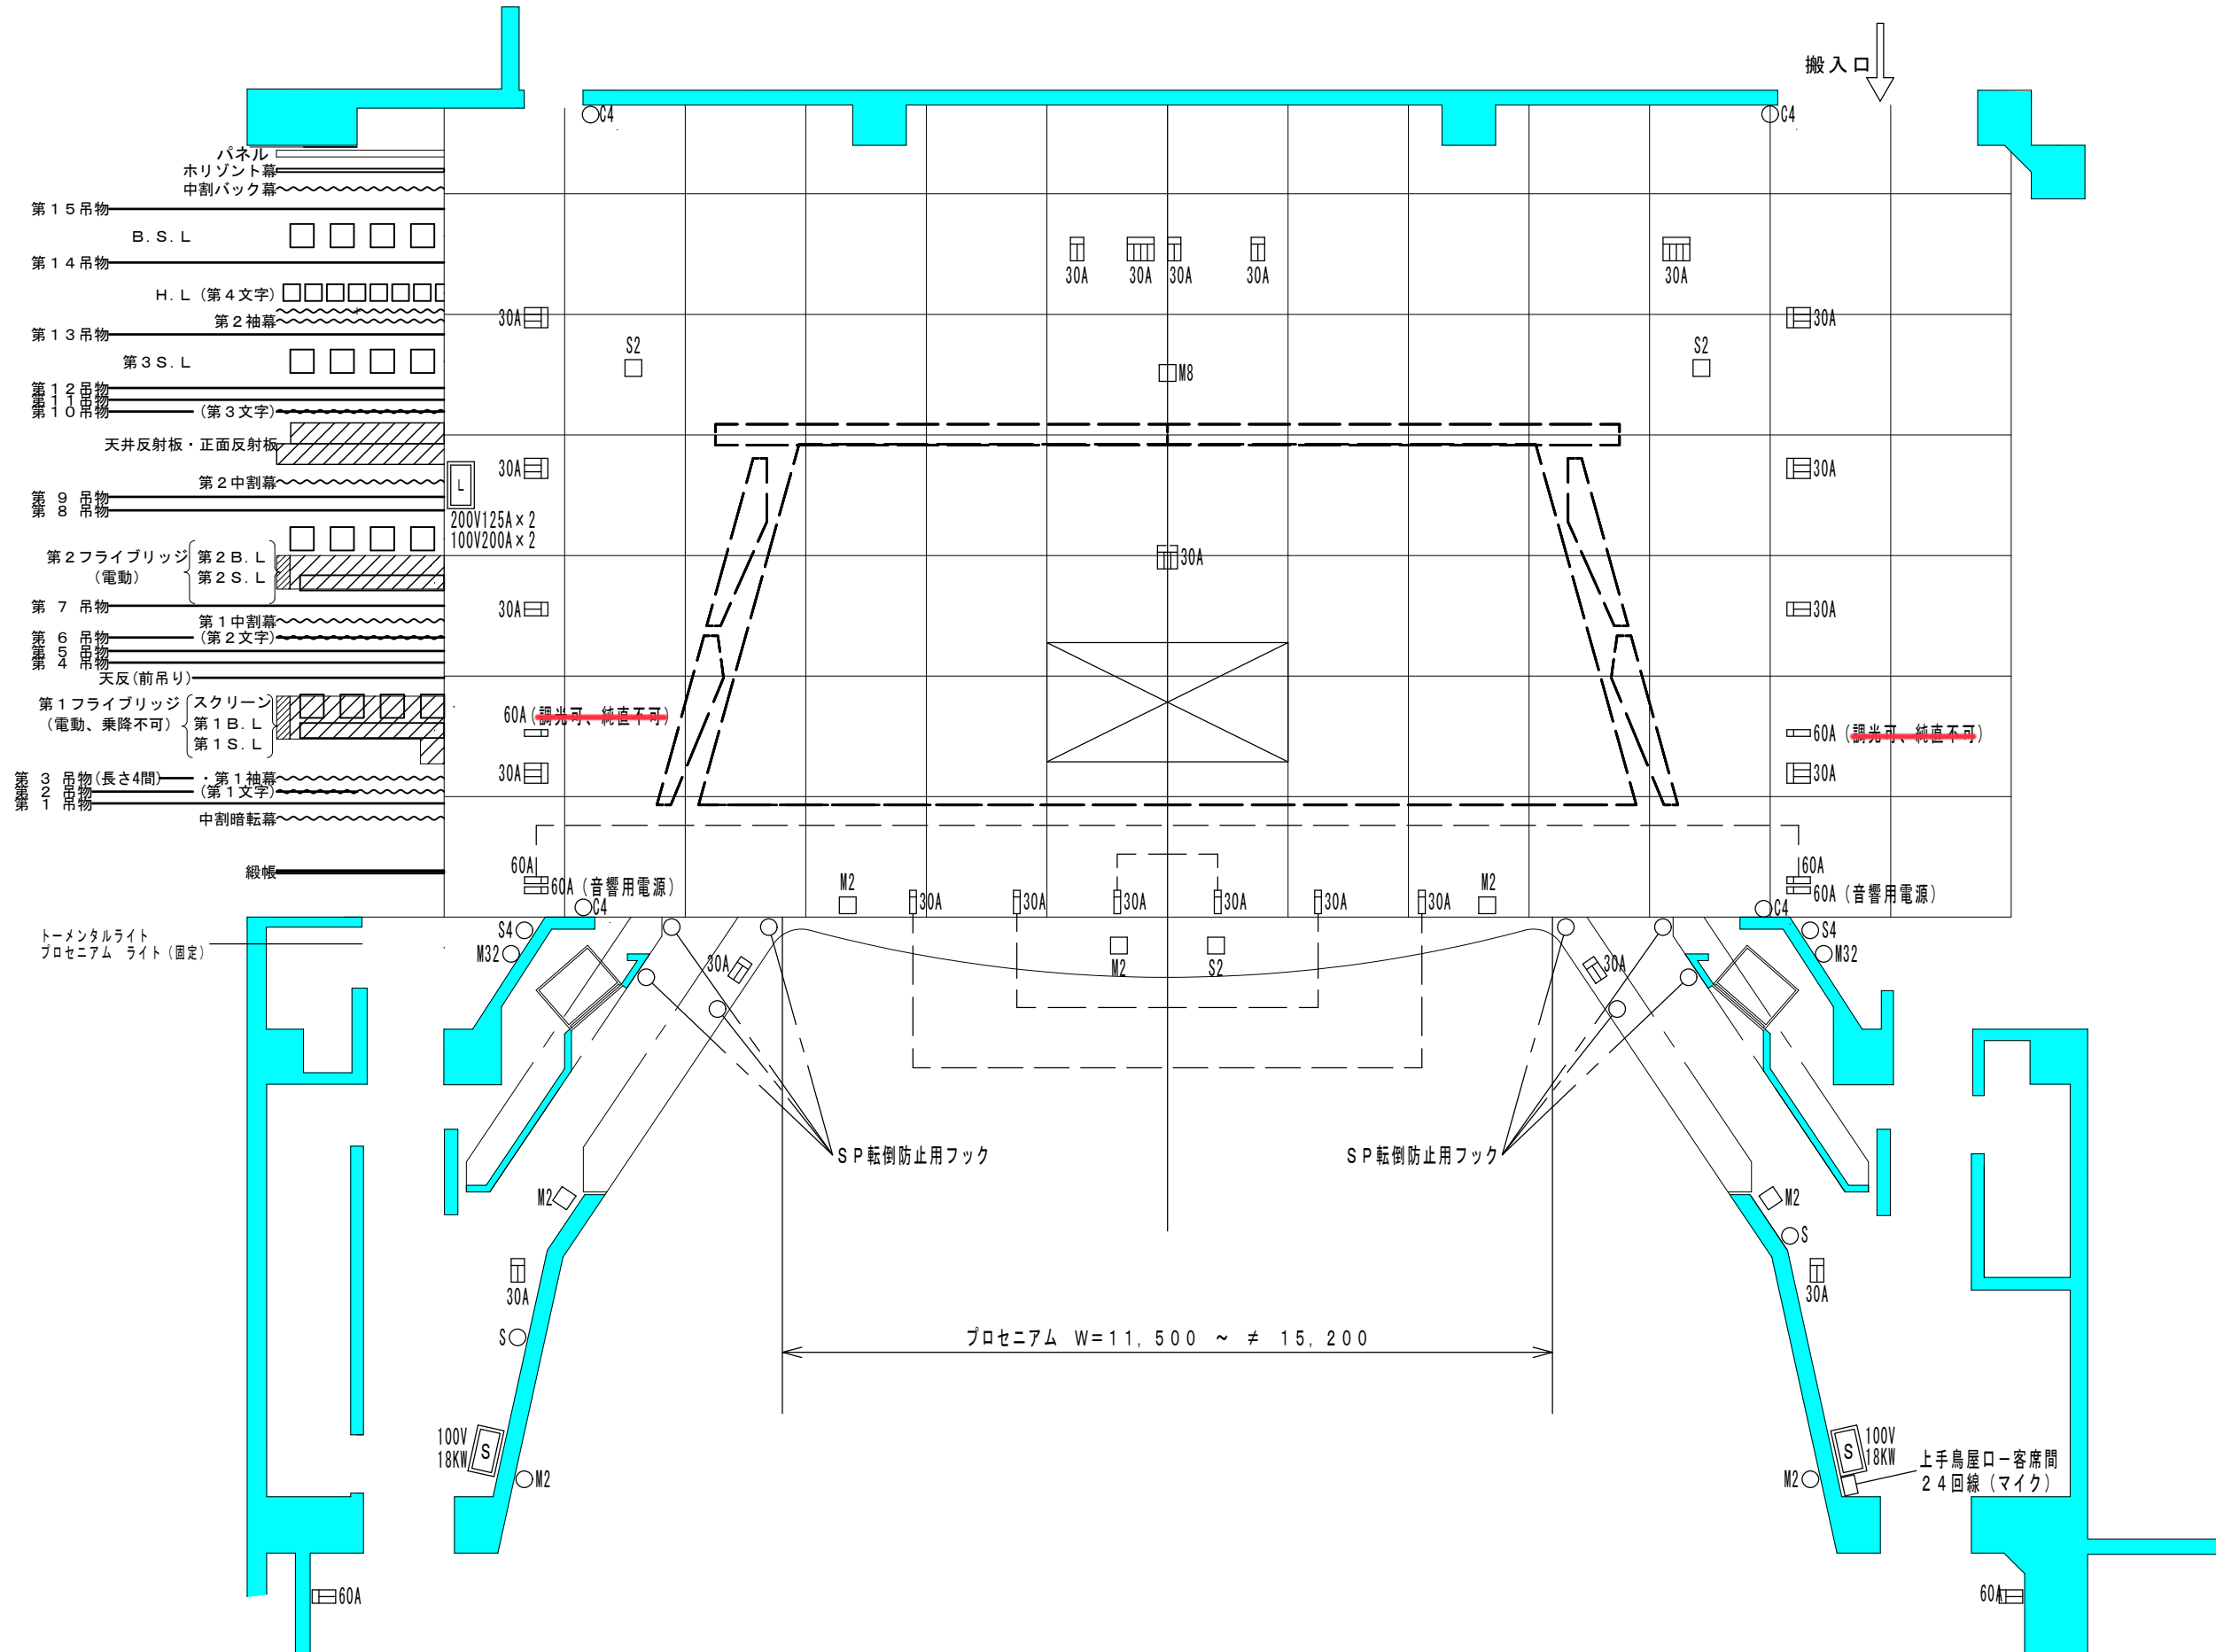 搬入口
C4
C4
パネル
ホリゾント幕
中割バック幕
第15吊物
B.S.L
第14吊物
30A
30A
30A
30A
30A
H.L (第4文字)
第2袖幕
30A
30A
第13吊物
S2
S2
第3S.L
M8
第12吊物
第11吊物
第10吊物
(第3文字)
天井反射板・正面反射板
30A
30A
第2中割幕
L
第 9 吊物
第 8 吊物
200V125A×2
100V200A×2
第2フライブリッジ
(電動)
第2B.L
第2S.L
30A
第 7 吊物
30A
30A
第1中割幕
第 6 吊物
(第2文字)
第 5 吊物
第 4 吊物
天反(前吊り)
第1フライブリッジ
(電動、乗降不可)
スクリーン
第1B.L
第1S.L
60A(調光可、純直不可)
60A (調光可、純直不可)
30A
30A
第 3 吊物(長さ4間)
・第1袖幕
第 2 吊物
(第1文字)
第 1 吊物
中割暗転幕
緞帳
60A
60A (音響用電源)
60A
60A (音響用電源)
M2
M2
30A
30A
30A
30A
30A
30A
C4
C4
トーメンタルライト
プロセニアム ライト(固定)
S4
M32
S4
M32
30A
M2
S2
30A
SP転倒防止用フック
SP転倒防止用フック
M2
M2
S
30A
30A
S
プロセニアム W=11,500 ~ ≠ 15,200
100V
18KW
S
M2
S
100V
18KW
M2
上手鳥屋ロー客席間
24回線(マイク)
60A
60A